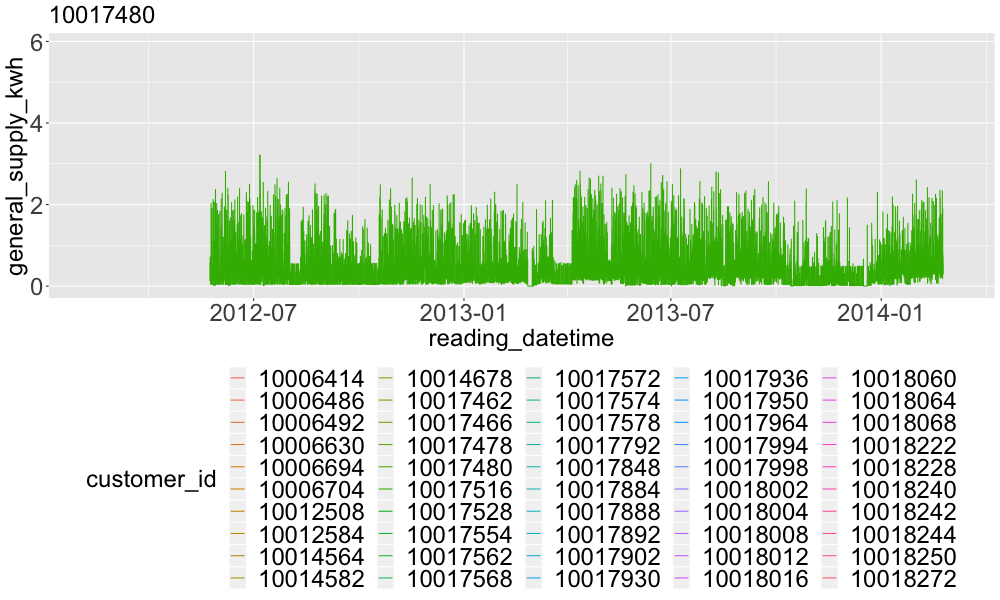 10017480
general_supply_kwh
6
4
2
0
2012-07 2013-01 2013-07 2014-01
reading_datetime
customer_id
10006414 10014678 10017572 10017936 10018060
10006486 10017462 10017574 10017950 10018064
10006492 10017466 10017578 10017964 10018068
10006630 10017478 10017792 10017994 10018222
10006694 10017480 10017848 10017998 10018228
10006704 10017516 10017884 10018002 10018240
10012508 10017528 10017888 10018004 10018242
10012584 10017554 10017892 10018008 10018244
10014564 10017562 10017902 10018012 10018250
10014582 10017568 10017930 10018016 10018272